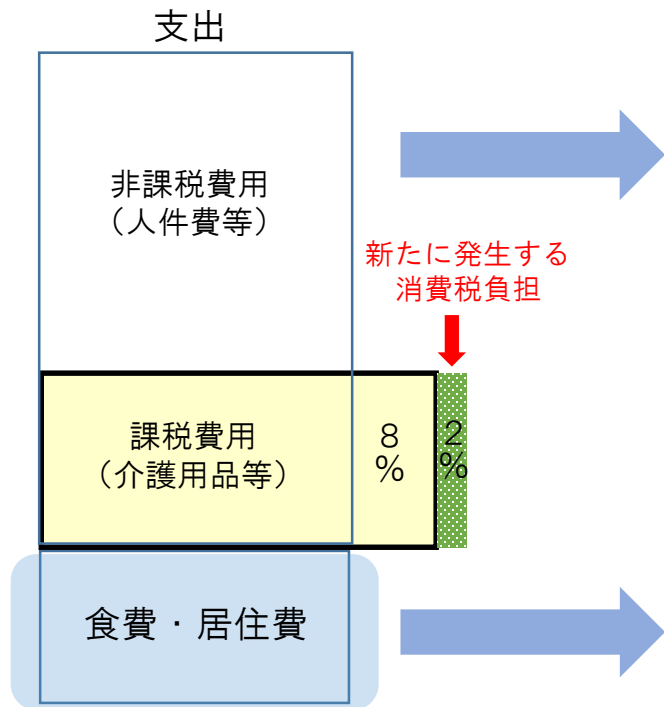 支出
非課税費用
（人件費等）
新たに発生する
消費税負担
課税費用
（介護用品等）
8
%
2
%
食費・居住費